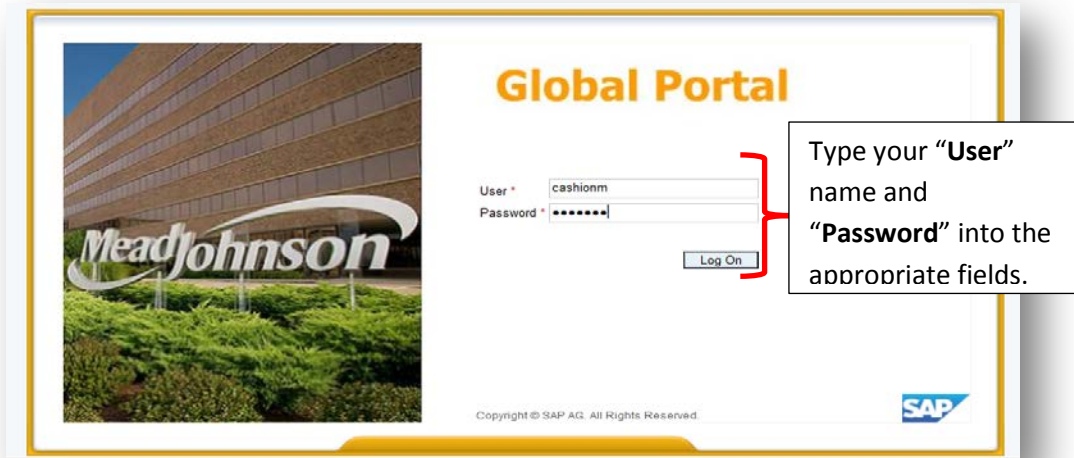 Global Portal
User * cashionm
Password * •••••••
Log On
MeadJohnson
Type your “User”
name and
“Password” into the
appropriate fields.
Copyright © SAP AG. All Rights Reserved.
SAP